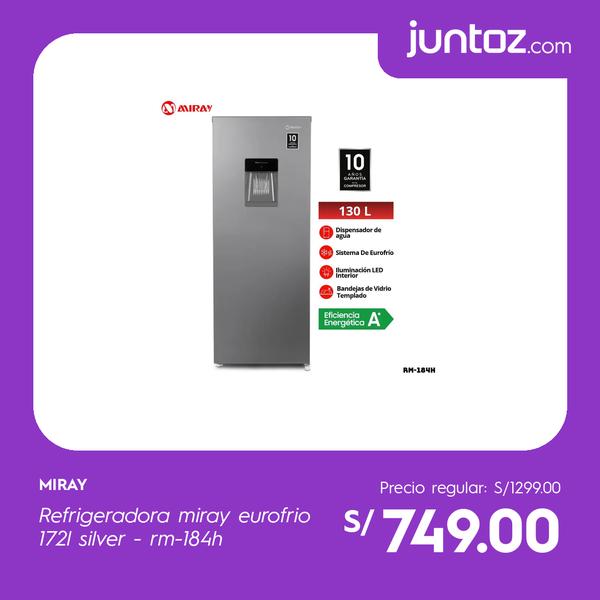 juntoz.com
MIRAY
10
AÑOS
GARANTÍA
COMPRESOR
130 L
Dispensador de
agua
Sistema De Eurofrío
Iluminación LED
Interior
Bandejas de Vidrio
Templado
Eficiencia
Energética A+
RM-184H
MIRAY
Refrigeradora miray eurofrio
172l silver - rm-184h
Precio regular: S/1299.00
S/749.00